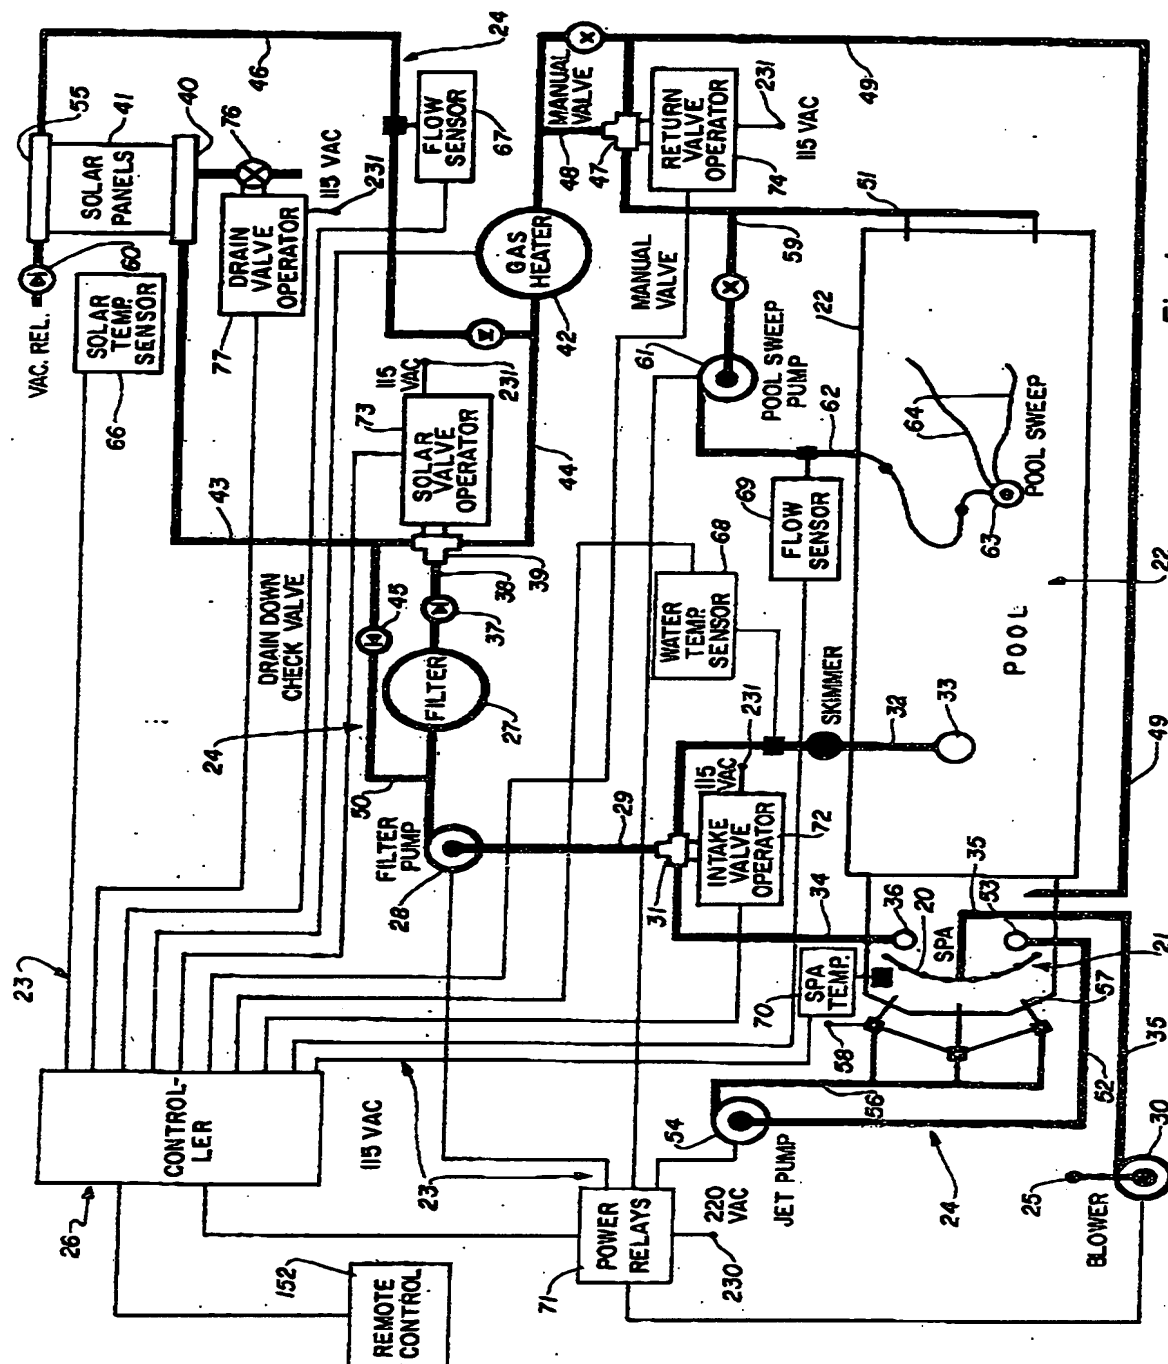 55
41
40
76
46
24
SOLAR
PANELS
115 VAC
231
60
VAC. REL.
SOLAR
TEMP.
SENSOR
66
DRAIN
VALVE
OPERATOR
77
FLOW
SENSOR
67
MANUAL
VALVE
49
48
47
RETURN
VALVE
OPERATOR
74
231
115 VAC
GAS
HEATER
42
MANUAL
VALVE
59
51
43
73
115
VAC
231
SOLAR
VALVE
OPERATOR
44
61
POOL SWEEP
PUMP
62
22
64
POOL SWEEP
63
DRAIN DOWN
CHECK VALVE
45
38
39
37
FILTER
27
24
50
68
WATER
TEMP.
SENSOR
69
FLOW
SENSOR
22
POOL
FILTER
PUMP
28
29
SKIMMER
32
33
231
115
VAC
31
INTAKE
VALVE
OPERATOR
72
34
36
35
20
53
SPA
21
49
23
70
SPA
TEMP.
58
57
CONTROL-
LER
26
115 VAC
23
56
54
JET PUMP
52
35
24
152
REMOTE
CONTROL
71
POWER
RELAYS
220
VAC
230
25
BLOWER
30